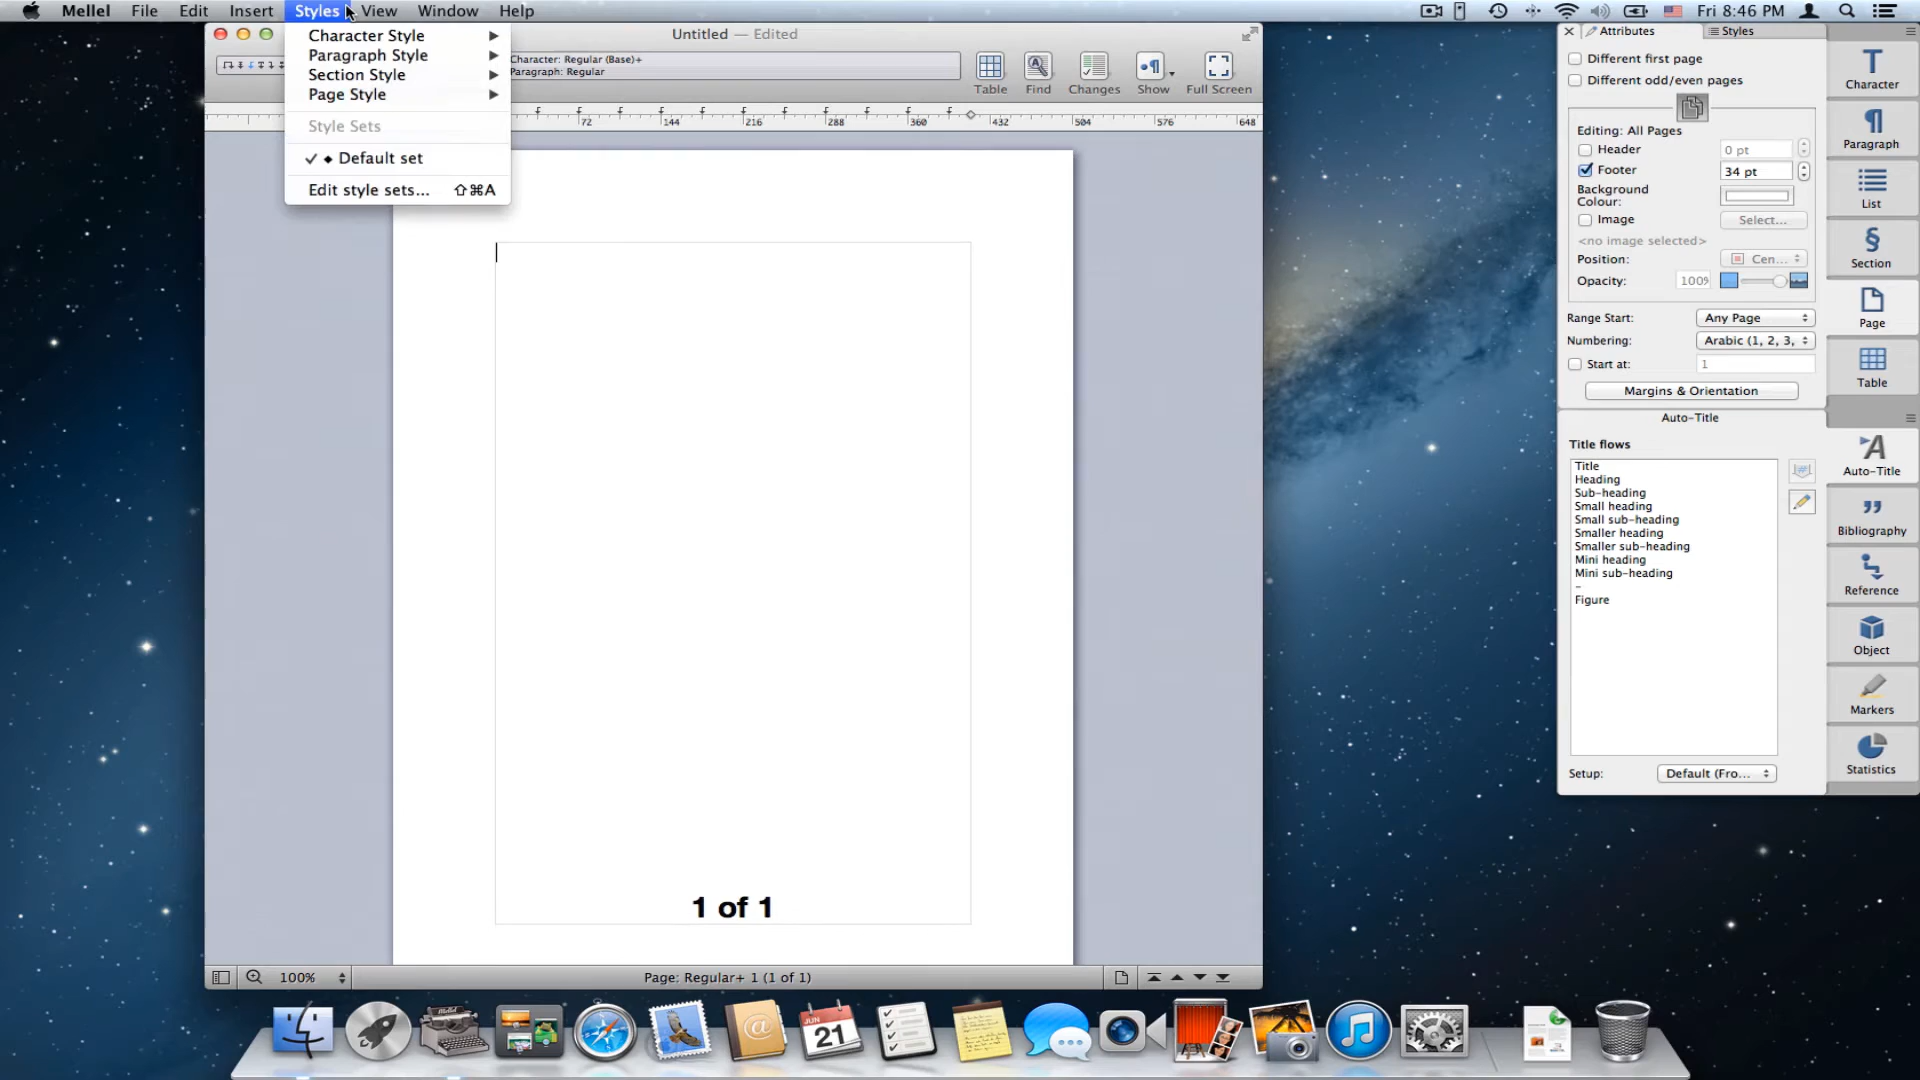 Mellel File Edit Insert Styles View Window Help
Fri 8:46 PM
Character Style
Paragraph Style
Section Style
Page Style
Style Sets
✓ ◆ Default set
Edit style sets... ⇧⌘A
Untitled — Edited
Character: Regular (Base)+
Paragraph: Regular
Table Find Changes Show Full Screen
72 144 216 288 360 432 504 576 648
1 of 1
100%
Page: Regular+ 1 (1 of 1)
Attributes Styles
Different first page
Different odd/even pages
Editing: All Pages
Header 0 pt
Footer 34 pt
Background
Colour:
Image Select...
<no image selected>
Position: Cen...
Opacity: 100%
Range Start: Any Page
Numbering: Arabic (1, 2, 3,
Start at: 1
Margins & Orientation
Auto-Title
Title flows
Title
Heading
Sub-heading
Small heading
Small sub-heading
Smaller heading
Smaller sub-heading
Mini heading
Mini sub-heading
-
Figure
Setup: Default (Fro...
Character
Paragraph
List
Section
Page
Table
Auto-Title
Bibliography
Reference
Object
Markers
Statistics
JUN
21